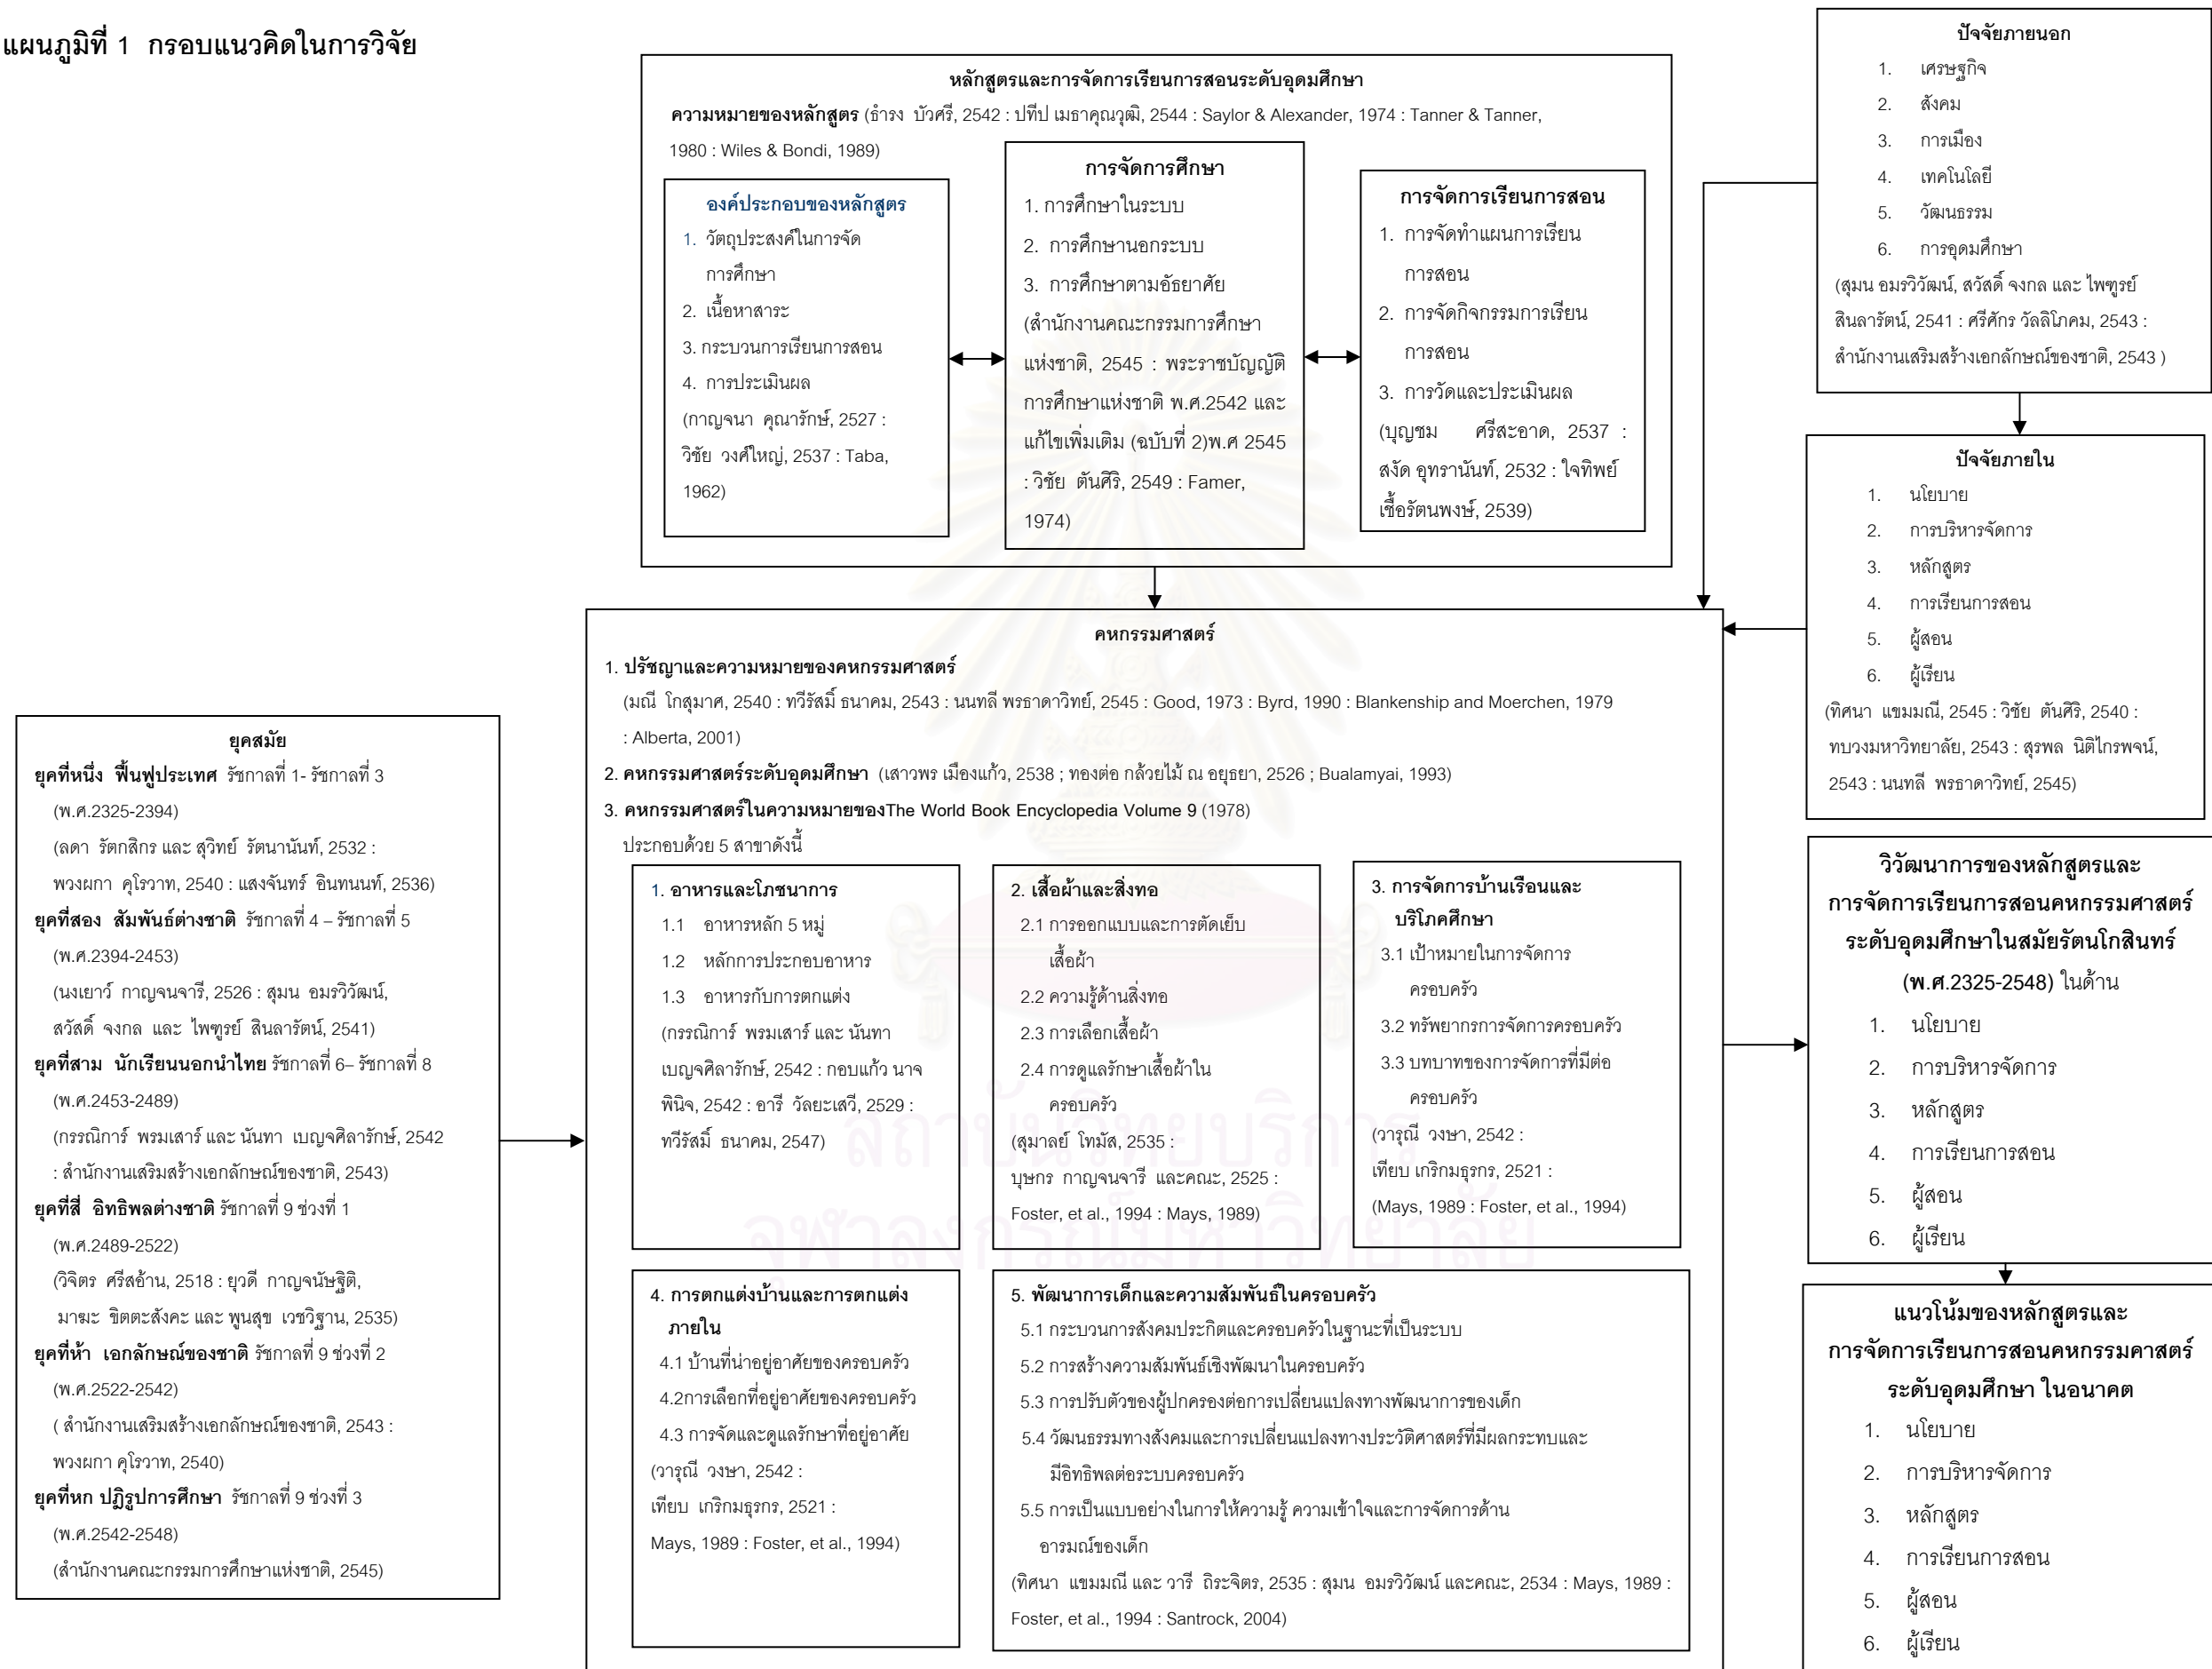 แผนภูมิที่ 1 กรอบแนวคิดในการวิจัย
หลักสูตรและการจัดการเรียนการสอนระดับอุดมศึกษา
ความหมายของหลักสูตร (ธำรง บัวศรี, 2542 : ปทีป เมธาคุณวุฒิ, 2544 : Saylor & Alexander, 1974 : Tanner & Tanner,
1980 : Wiles & Bondi, 1989)
องค์ประกอบของหลักสูตร
1. วัตถุประสงค์ในการจัด
การศึกษา
2. เนื้อหาสาระ
3. กระบวนการเรียนการสอน
4. การประเมินผล
(กาญจนา คุณารักษ์, 2527 :
วิชัย วงศ์ใหญ่, 2537 : Taba,
1962)
การจัดการศึกษา
1. การศึกษาในระบบ
2. การศึกษานอกระบบ
3. การศึกษาตามอัธยาศัย
(สำนักงานคณะกรรมการศึกษา
แห่งชาติ, 2545 : พระราชบัญญัติ
การศึกษาแห่งชาติ พ.ศ.2542 และ
แก้ไขเพิ่มเติม (ฉบับที่ 2)พ.ศ 2545
: วิชัย ตันศิริ, 2549 : Famer,
1974)
การจัดการเรียนการสอน
1. การจัดทำแผนการเรียน
การสอน
2. การจัดกิจกรรมการเรียน
การสอน
3. การวัดและประเมินผล
(บุญชม ศรีสะอาด, 2537 :
สงัด อุทรานันท์, 2532 : ใจทิพย์
เชื้อรัตนพงษ์, 2539)
ปัจจัยภายนอก
1. เศรษฐกิจ
2. สังคม
3. การเมือง
4. เทคโนโลยี
5. วัฒนธรรม
6. การอุดมศึกษา
(สุมน อมรวิวัฒน์, สวัสดิ์ จงกล และ ไพฑูรย์
สินลารัตน์, 2541 : ศรีศักร วัลลิโภคม, 2543 :
สำนักงานเสริมสร้างเอกลักษณ์ของชาติ, 2543 )
ปัจจัยภายใน
1. นโยบาย
2. การบริหารจัดการ
3. หลักสูตร
4. การเรียนการสอน
5. ผู้สอน
6. ผู้เรียน
(ทิศนา แขมมณี, 2545 : วิชัย ตันศิริ, 2540 :
ทบวงมหาวิทยาลัย, 2543 : สุรพล นิติไกรพจน์,
2543 : นนทลี พรธาดาวิทย์, 2545)
ยุคสมัย
ยุคที่หนึ่ง ฟื้นฟูประเทศ รัชกาลที่ 1- รัชกาลที่ 3
(พ.ศ.2325-2394)
(ลดา รัตกสิกร และ สุวิทย์ รัตนานันท์, 2532 :
พวงผกา คุโรวาท, 2540 : แสงจันทร์ อินทนนท์, 2536)
ยุคที่สอง สัมพันธ์ต่างชาติ รัชกาลที่ 4 – รัชกาลที่ 5
(พ.ศ.2394-2453)
(นงเยาว์ กาญจนจารี, 2526 : สุมน อมรวิวัฒน์,
สวัสดิ์ จงกล และ ไพฑูรย์ สินลารัตน์, 2541)
ยุคที่สาม นักเรียนนอกนำไทย รัชกาลที่ 6– รัชกาลที่ 8
(พ.ศ.2453-2489)
(กรรณิการ์ พรมเสาร์ และ นันทา เบญจศิลารักษ์, 2542
: สำนักงานเสริมสร้างเอกลักษณ์ของชาติ, 2543)
ยุคที่สี่ อิทธิพลต่างชาติ รัชกาลที่ 9 ช่วงที่ 1
(พ.ศ.2489-2522)
(วิจิตร ศรีสอ้าน, 2518 : ยุวดี กาญจนัษฐิติ,
มาฆะ ขิตตะสังคะ และ พูนสุข เวชวิฐาน, 2535)
ยุคที่ห้า เอกลักษณ์ของชาติ รัชกาลที่ 9 ช่วงที่ 2
(พ.ศ.2522-2542)
( สำนักงานเสริมสร้างเอกลักษณ์ของชาติ, 2543 :
พวงผกา คุโรวาท, 2540)
ยุคที่หก ปฏิรูปการศึกษา รัชกาลที่ 9 ช่วงที่ 3
(พ.ศ.2542-2548)
(สำนักงานคณะกรรมการศึกษาแห่งชาติ, 2545)
คหกรรมศาสตร์
1. ปรัชญาและความหมายของคหกรรมศาสตร์
(มณี โกสุมาศ, 2540 : ทวีรัสมิ์ ธนาคม, 2543 : นนทลี พรธาดาวิทย์, 2545 : Good, 1973 : Byrd, 1990 : Blankenship and Moerchen, 1979
: Alberta, 2001)
2. คหกรรมศาสตร์ระดับอุดมศึกษา (เสาวพร เมืองแก้ว, 2538 ; ทองต่อ กล้วยไม้ ณ อยุธยา, 2526 ; Bualamyai, 1993)
3. คหกรรมศาสตร์ในความหมายของThe World Book Encyclopedia Volume 9 (1978)
ประกอบด้วย 5 สาขาดังนี้
1. อาหารและโภชนาการ
1.1 อาหารหลัก 5 หมู่
1.2 หลักการประกอบอาหาร
1.3 อาหารกับการตกแต่ง
(กรรณิการ์ พรมเสาร์ และ นันทา
เบญจศิลารักษ์, 2542 : กอบแก้ว นาจ
พินิจ, 2542 : อารี วัลยะเสวี, 2529 :
ทวีรัสมิ์ ธนาคม, 2547)
2. เสื้อผ้าและสิ่งทอ
2.1 การออกแบบและการตัดเย็บ
เสื้อผ้า
2.2 ความรู้ด้านสิ่งทอ
2.3 การเลือกเสื้อผ้า
2.4 การดูแลรักษาเสื้อผ้าใน
ครอบครัว
(สุมาลย์ โทมัส, 2535 :
บุษกร กาญจนจารี และคณะ, 2525 :
Foster, et al., 1994 : Mays, 1989)
3. การจัดการบ้านเรือนและ
บริโภคศึกษา
3.1 เป้าหมายในการจัดการ
ครอบครัว
3.2 ทรัพยากรการจัดการครอบครัว
3.3 บทบาทของการจัดการที่มีต่อ
ครอบครัว
(วารุณี วงษา, 2542 :
เทียบ เกริกมธุรกร, 2521 :
(Mays, 1989 : Foster, et al., 1994)
4. การตกแต่งบ้านและการตกแต่ง
ภายใน
4.1 บ้านที่น่าอยู่อาศัยของครอบครัว
4.2การเลือกที่อยู่อาศัยของครอบครัว
4.3 การจัดและดูแลรักษาที่อยู่อาศัย
(วารุณี วงษา, 2542 :
เทียบ เกริกมธุรกร, 2521 :
Mays, 1989 : Foster, et al., 1994)
5. พัฒนาการเด็กและความสัมพันธ์ในครอบครัว
5.1 กระบวนการสังคมประกิตและครอบครัวในฐานะที่เป็นระบบ
5.2 การสร้างความสัมพันธ์เชิงพัฒนาในครอบครัว
5.3 การปรับตัวของผู้ปกครองต่อการเปลี่ยนแปลงทางพัฒนาการของเด็ก
5.4 วัฒนธรรมทางสังคมและการเปลี่ยนแปลงทางประวัติศาสตร์ที่มีผลกระทบและ
มีอิทธิพลต่อระบบครอบครัว
5.5 การเป็นแบบอย่างในการให้ความรู้ ความเข้าใจและการจัดการด้าน
อารมณ์ของเด็ก
(ทิศนา แขมมณี และ วารี ถิระจิตร, 2535 : สุมน อมรวิวัฒน์ และคณะ, 2534 : Mays, 1989 :
Foster, et al., 1994 : Santrock, 2004)
วิวัฒนาการของหลักสูตรและ
การจัดการเรียนการสอนคหกรรมศาสตร์
ระดับอุดมศึกษาในสมัยรัตนโกสินทร์
(พ.ศ.2325-2548) ในด้าน
1. นโยบาย
2. การบริหารจัดการ
3. หลักสูตร
4. การเรียนการสอน
5. ผู้สอน
6. ผู้เรียน
แนวโน้มของหลักสูตรและ
การจัดการเรียนการสอนคหกรรมคาสตร์
ระดับอุดมศึกษา ในอนาคต
1. นโยบาย
2. การบริหารจัดการ
3. หลักสูตร
4. การเรียนการสอน
5. ผู้สอน
6. ผู้เรียน
สถาบันวิทยบริการ
จุฬาลงกรณ์มหาวิทยาลัย